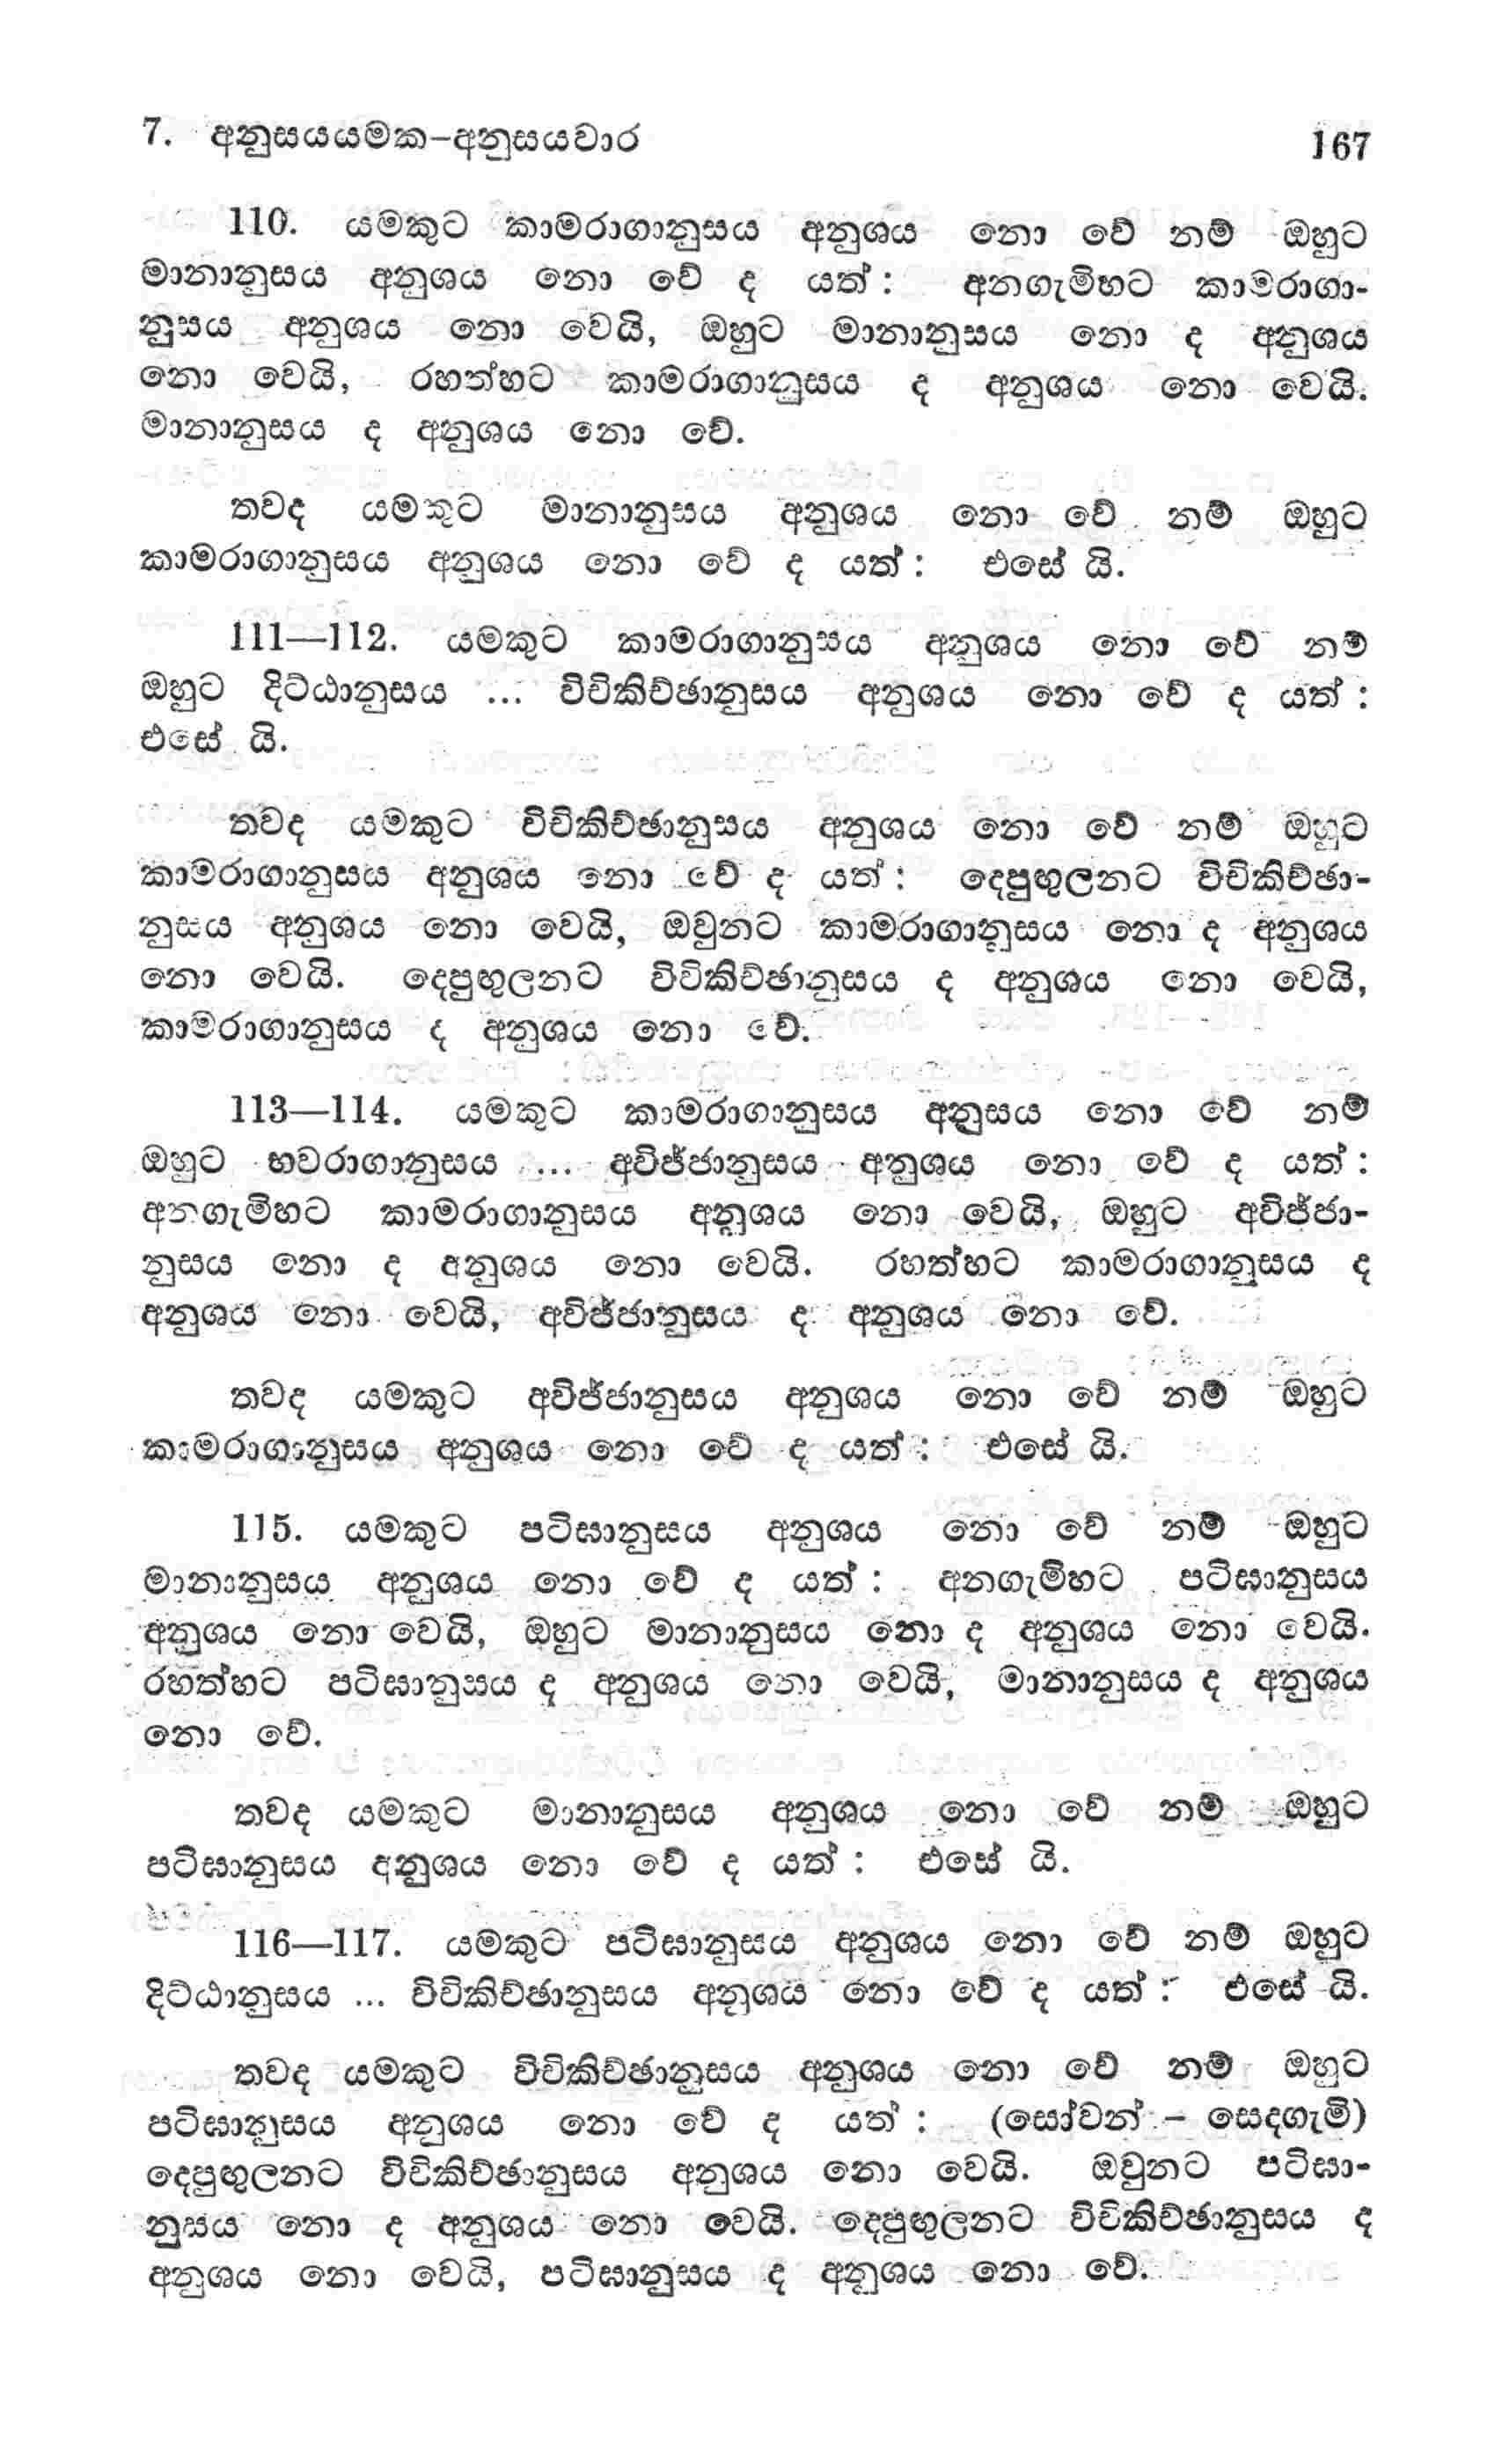 7. අනුසයයමක–අනුසයවාර
167
110. යමකුට කාමරාගානුසය අනුශය නො වේ නම් ඔහුට
මානානුසය අනුශය නො වේ ද යත් : අනගැමිහට කාමරාගා-
නුසය අනුශය නො වෙයි, ඔහුට මානානුසය නො ද අනුශය
නො වෙයි, රහත්හට කාමරාගානුසය ද අනුශය නො වෙයි.
මානානුසය ද අනුශය නො වේ.
තවද යමකුට මානානුසය අනුශය නො වේ නම් ඔහුට
කාමරාගානුසය අනුශය නො වේ ද යත් : එසේ යි.
111—112. යමකුට කාමරාගානුසය අනුශය නො වේ නම්
ඔහුට දිට්ඨානුසය ... විචිකිච්ඡානුසය අනුශය නො වේ ද යත් :
එසේ යි.
තවද යමකුට විචිකිච්ඡානුසය අනුශය නො වේ නම් ඔහුට
කාමරාගානුසය අනුශය නො වේ ද යත් : දෙපුඟුලනට විචිකිච්ඡා-
නුසය අනුශය නො වෙයි, ඔවුනට කාමරාගානුසය නො ද අනුශය
නො වෙයි. දෙපුඟුලනට විචිකිච්ඡානුසය ද අනුශය නො වෙයි,
කාමරාගානුසය ද අනුශය නො වේ.
113—114. යමකුට කාමරාගානුසය අනුසය නො වේ නම්
ඔහුට භවරාගානුසය ... අවිජ්ජානුසය අනුශය නො වේ ද යත් :
අනගැමිහට කාමරාගානුසය අනුශය නො වෙයි, ඔහුට අවිජ්ජා-
නුසය නො ද අනුශය නො වෙයි. රහත්හට කාමරාගානුසය ද
අනුශය නො වෙයි, අවිජ්ජානුසය ද අනුශය නො වේ.
තවද යමකුට අවිජ්ජානුසය අනුශය නො වේ නම් ඔහුට
කාමරාගානුසය අනුශය නො වේ ද යත් : එසේ යි.
115. යමකුට පටිඝානුසය අනුශය නො වේ නම් ඔහුට
මානානුසය අනුශය නො වේ ද යත් : අනගැමිහට පටිඝානුසය
අනුශය නො වෙයි, ඔහුට මානානුසය නො ද අනුශය නො වෙයි.
රහත්හට පටිඝානුසය ද අනුශය නො වෙයි, මානානුසය ද අනුශය
නො වේ.
තවද යමකුට මානානුසය අනුශය නො වේ නම් ඔහුට
පටිඝානුසය අනුශය නො වේ ද යත් : එසේ යි.
116—117. යමකුට පටිඝානුසය අනුශය නො වේ නම් ඔහුට
දිට්ඨානුසය ... විචිකිච්ඡානුසය අනුශය නො වේ ද යත් : එසේ යි.
තවද යමකුට විචිකිච්ඡානුසය අනුශය නො වේ නම් ඔහුට
පටිඝානුසය අනුශය නො වේ ද යත් : (සෝවන් – සෙදගැමි)
දෙපුඟුලනට විචිකිච්ඡානුසය අනුශය නො වෙයි. ඔවුනට පටිඝා-
නුසය නො ද අනුශය නො වෙයි. දෙපුඟුලනට විචිකිච්ඡානුසය ද
අනුශය නො වෙයි, පටිඝානුසය ද අනුශය නො වේ.